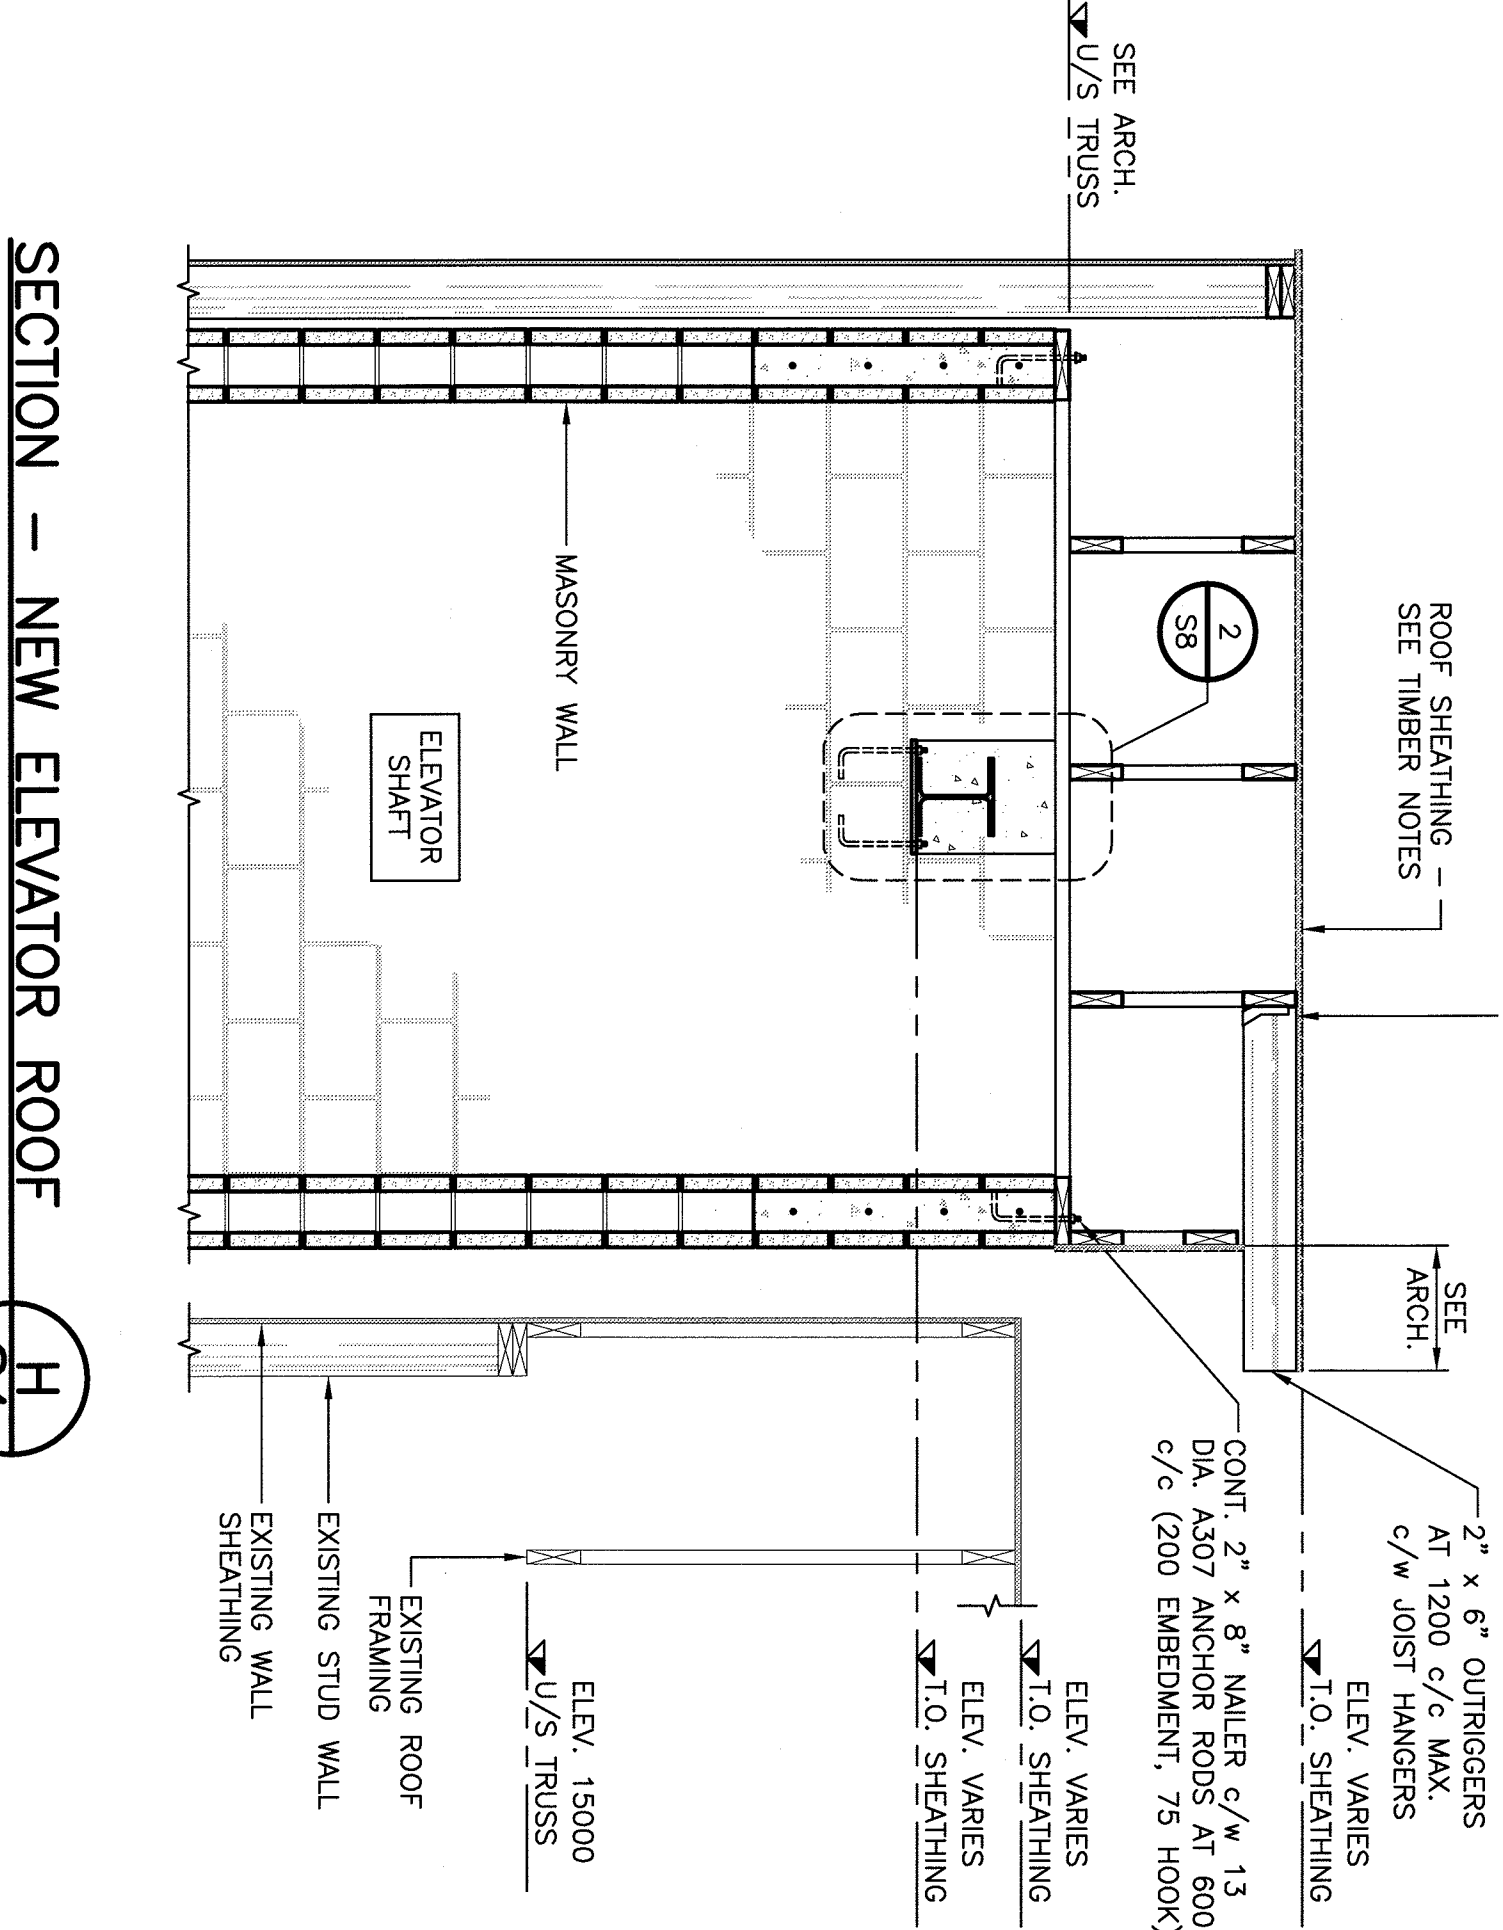 SEE ARCH.
U/S TRUSS
ROOF SHEATHING –
SEE TIMBER NOTES
2
S8
SEE
ARCH.
2" x 6" OUTRIGGERS
AT 1200 c/c MAX.
c/w JOIST HANGERS
ELEV. VARIES
T.O. SHEATHING
CONT. 2" x 8" NAILER c/w 13
DIA. A307 ANCHOR RODS AT 600
c/c (200 EMBEDMENT, 75 HOOK)
ELEV. VARIES
T.O. SHEATHING
ELEV. VARIES
T.O. SHEATHING
MASONRY WALL
ELEVATOR
SHAFT
ELEV. 15000
U/S TRUSS
EXISTING ROOF
FRAMING
EXISTING STUD WALL
EXISTING WALL
SHEATHING
SECTION – NEW ELEVATOR ROOF
H